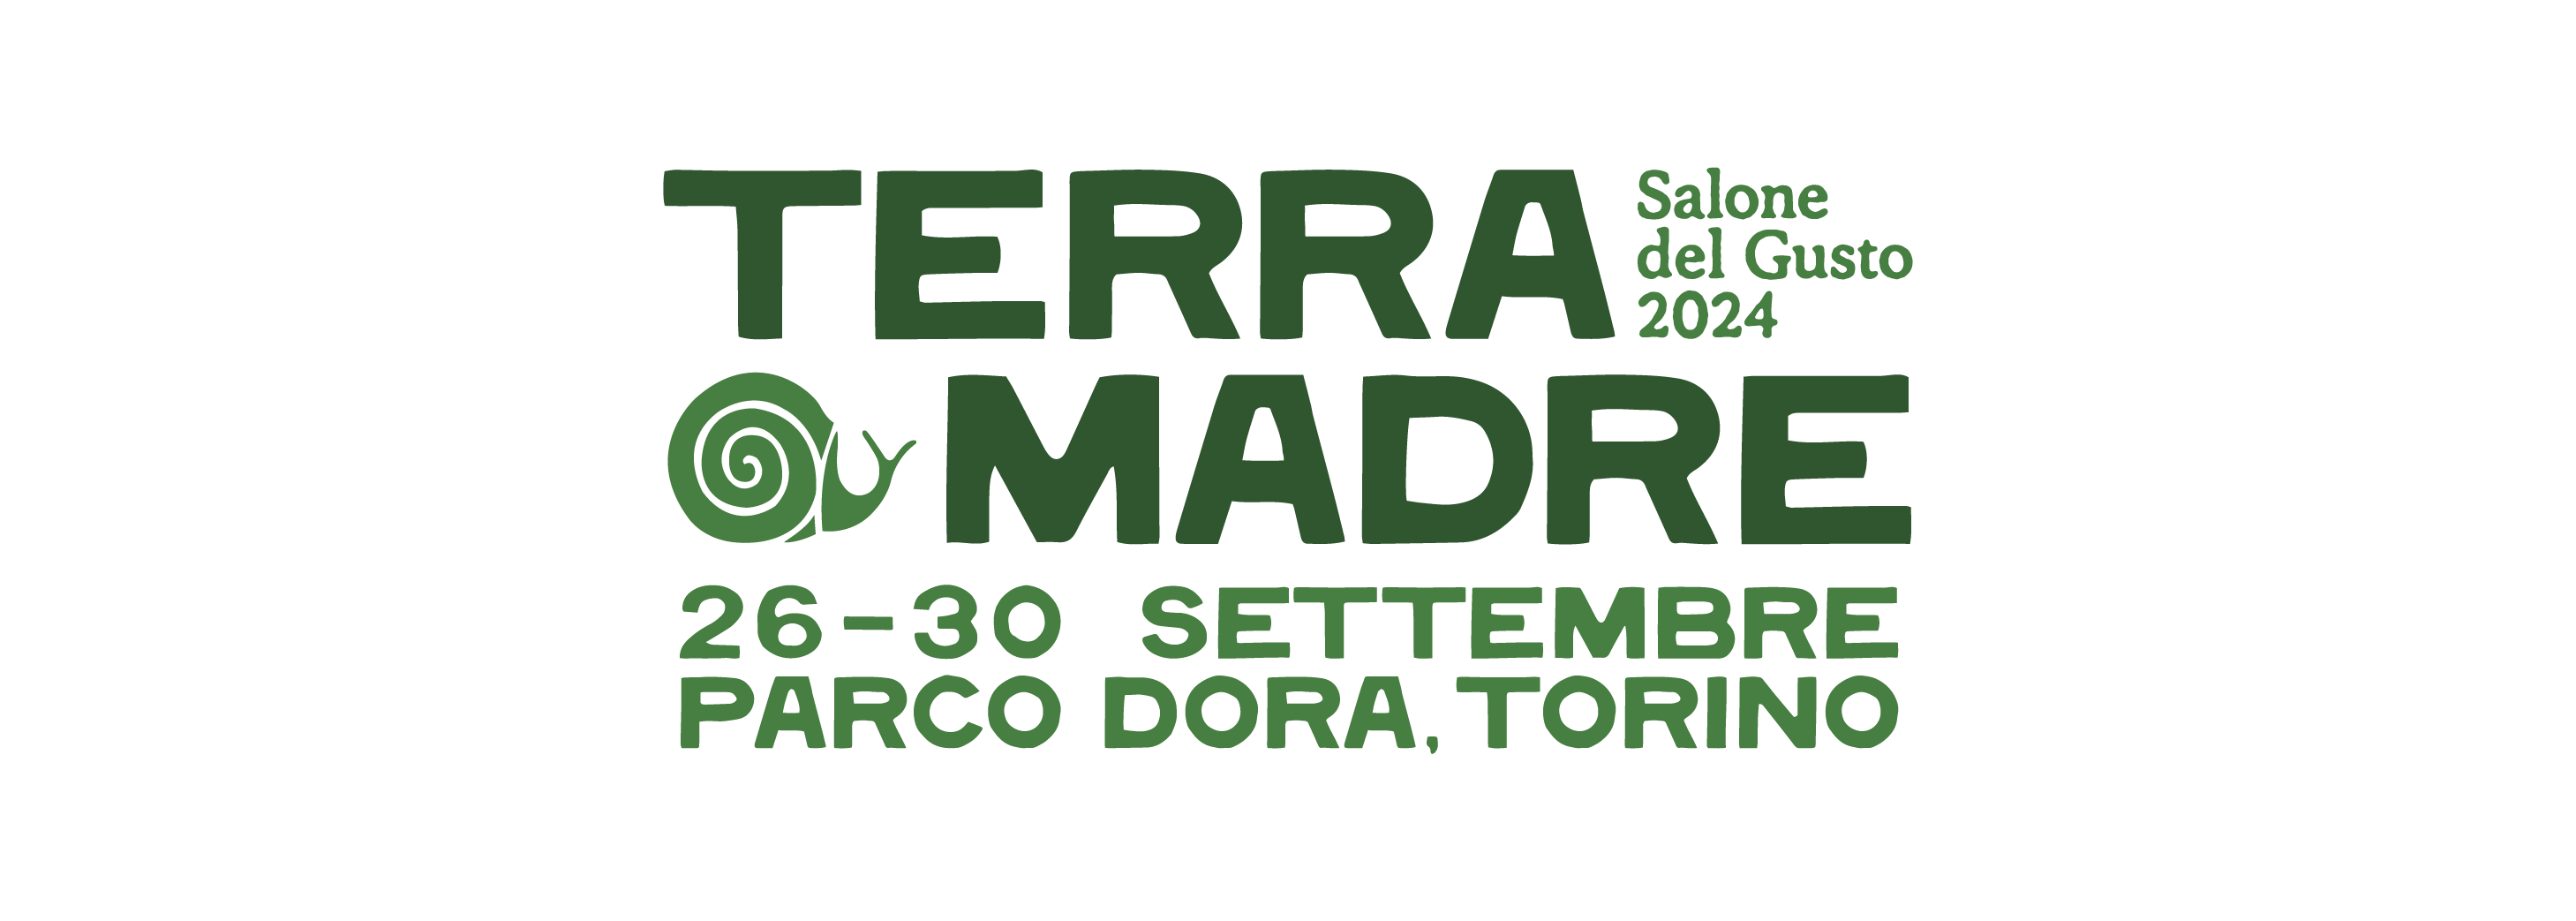 TERRA
Salone
del Gusto
2024
MADRE
26–30 SETTEMBRE
PARCO DORA, TORINO